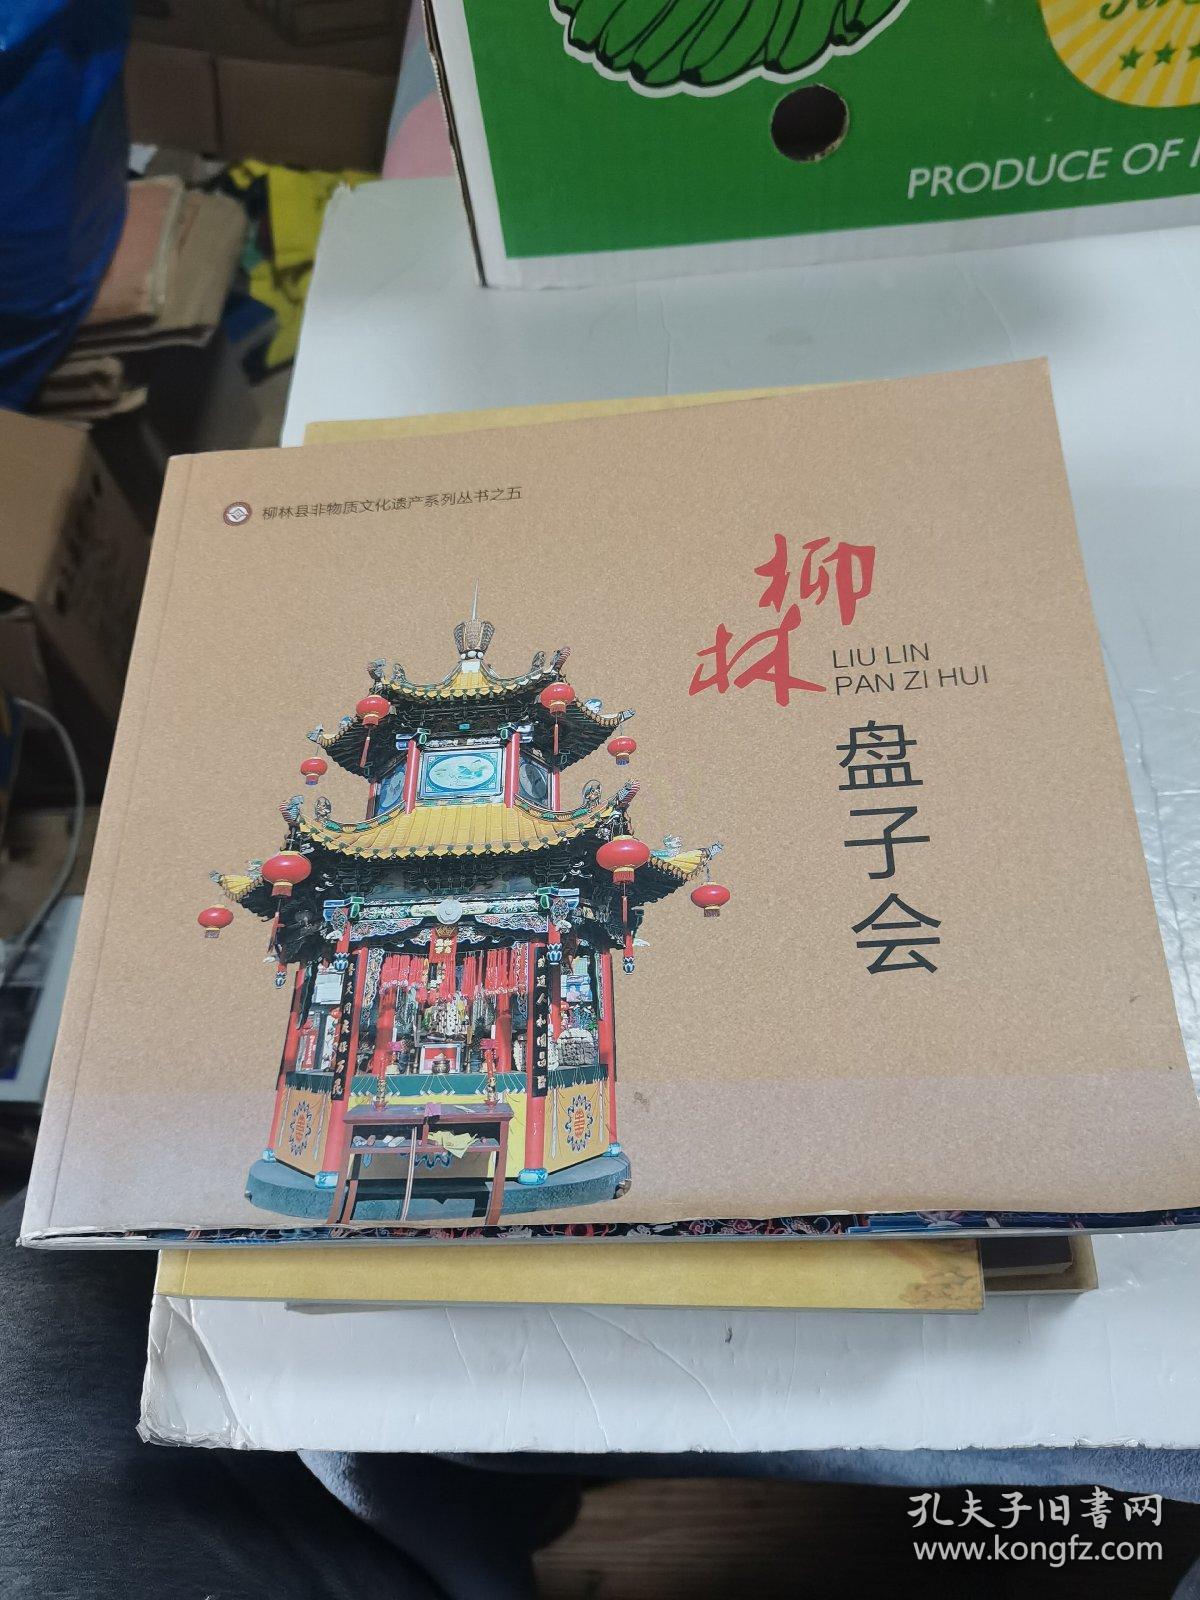 PRODUCE OF
柳林县非物质文化遗产系列丛书之五
柳林
LIU LIN
PAN ZI HUI
盘子会
孔夫子旧书网
www.kongfz.com